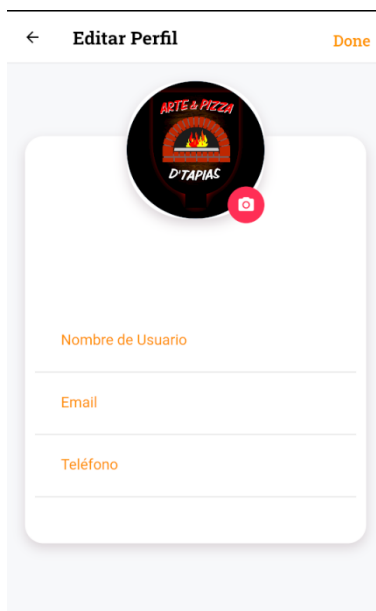 Editar Perfil
Done
ARTE & PIZZA
D'TAPIAS
Nombre de Usuario
Email
Teléfono